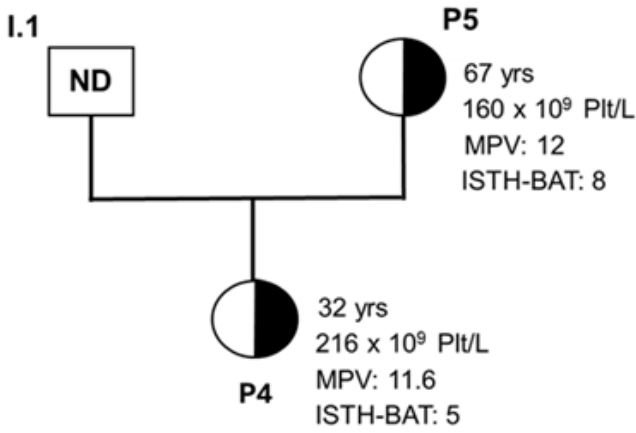 I.1
ND
P5
67 yrs
160 x 10⁹ Plt/L
MPV: 12
ISTH-BAT: 8
32 yrs
216 x 10⁹ Plt/L
MPV: 11.6
ISTH-BAT: 5
P4